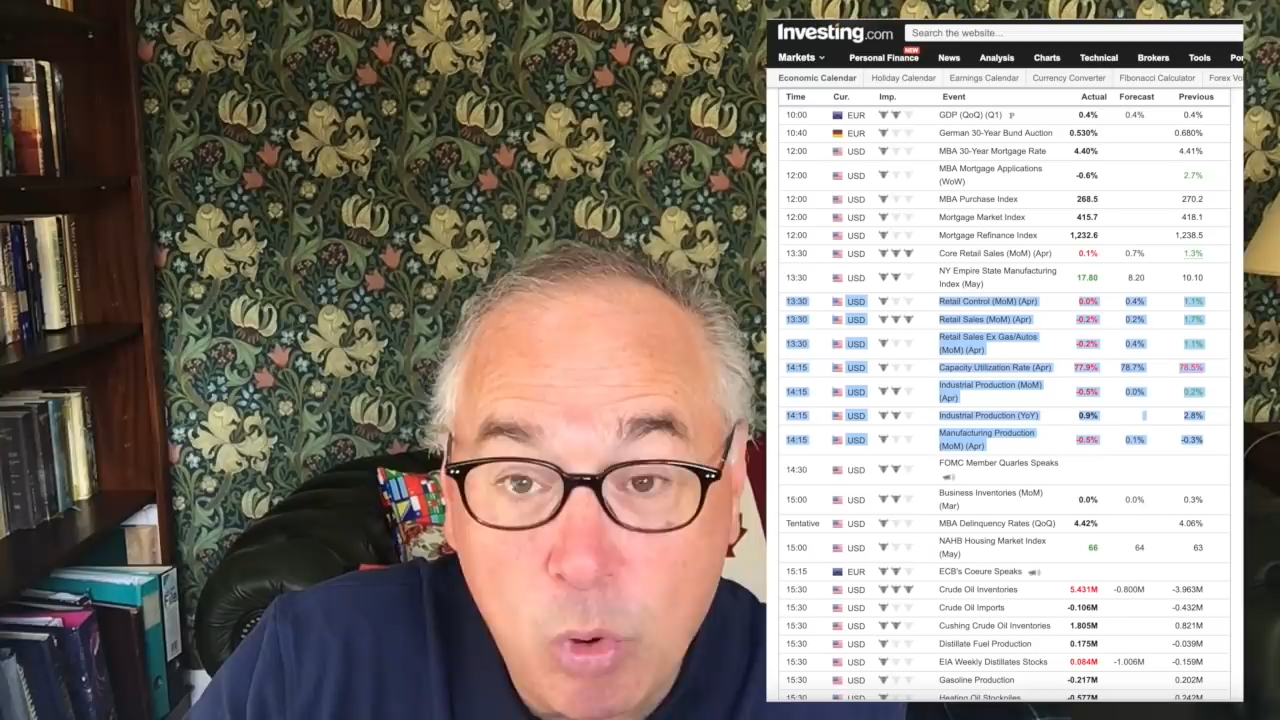 Investing.com
Search the website...
Markets
Personal Finance
NEW
News
Analysis
Charts
Technical
Brokers
Tools
Economic Calendar
Holiday Calendar
Earnings Calendar
Currency Converter
Fibonacci Calculator
Time Cur. Imp. Event Actual Forecast Previous
10:00 EUR GDP (QoQ) (Q1) P 0.4% 0.4% 0.4%
10:40 EUR German 30-Year Bund Auction 0.530% 0.680%
12:00 USD MBA 30-Year Mortgage Rate 4.40% 4.41%
12:00 USD MBA Mortgage Applications -0.6% 2.7%
(WoW)
12:00 USD MBA Purchase Index 268.5 270.2
12:00 USD Mortgage Market Index 415.7 418.1
12:00 USD Mortgage Refinance Index 1,232.6 1,238.5
13:30 USD Core Retail Sales (MoM) (Apr) 0.1% 0.7% 1.3%
13:30 USD NY Empire State Manufacturing 17.80 8.20 10.10
Index (May)
13:30 USD Retail Control (MoM) (Apr) 0.0% 0.4% 1.1%
13:30 USD Retail Sales (MoM) (Apr) -0.2% 0.2% 1.7%
13:30 USD Retail Sales Ex Gas/Autos -0.2% 0.4% 1.1%
(MoM) (Apr)
14:15 USD Capacity Utilization Rate (Apr) 77.9% 78.7% 78.5%
14:15 USD Industrial Production (MoM) -0.5% 0.0% 0.2%
(Apr)
14:15 USD Industrial Production (YoY) 0.9% 2.8%
14:15 USD Manufacturing Production -0.5% 0.1% -0.3%
(MoM) (Apr)
14:30 USD FOMC Member Quarles Speaks
15:00 USD Business Inventories (MoM) 0.0% 0.0% 0.3%
(Mar)
Tentative USD MBA Delinquency Rates (QoQ) 4.42% 4.06%
15:00 USD NAHB Housing Market Index 66 64 63
(May)
15:15 EUR ECB's Coeure Speaks
15:30 USD Crude Oil Inventories 5.431M -0.800M -3.963M
15:30 USD Crude Oil Imports -0.106M -0.432M
15:30 USD Cushing Crude Oil Inventories 1.805M 0.821M
15:30 USD Distillate Fuel Production 0.175M -0.039M
15:30 USD EIA Weekly Distillates Stocks 0.084M -1.006M -0.159M
15:30 USD Gasoline Production -0.217M 0.202M
15:30 USD Heating Oil Stockpiles -0.577M 0.242M